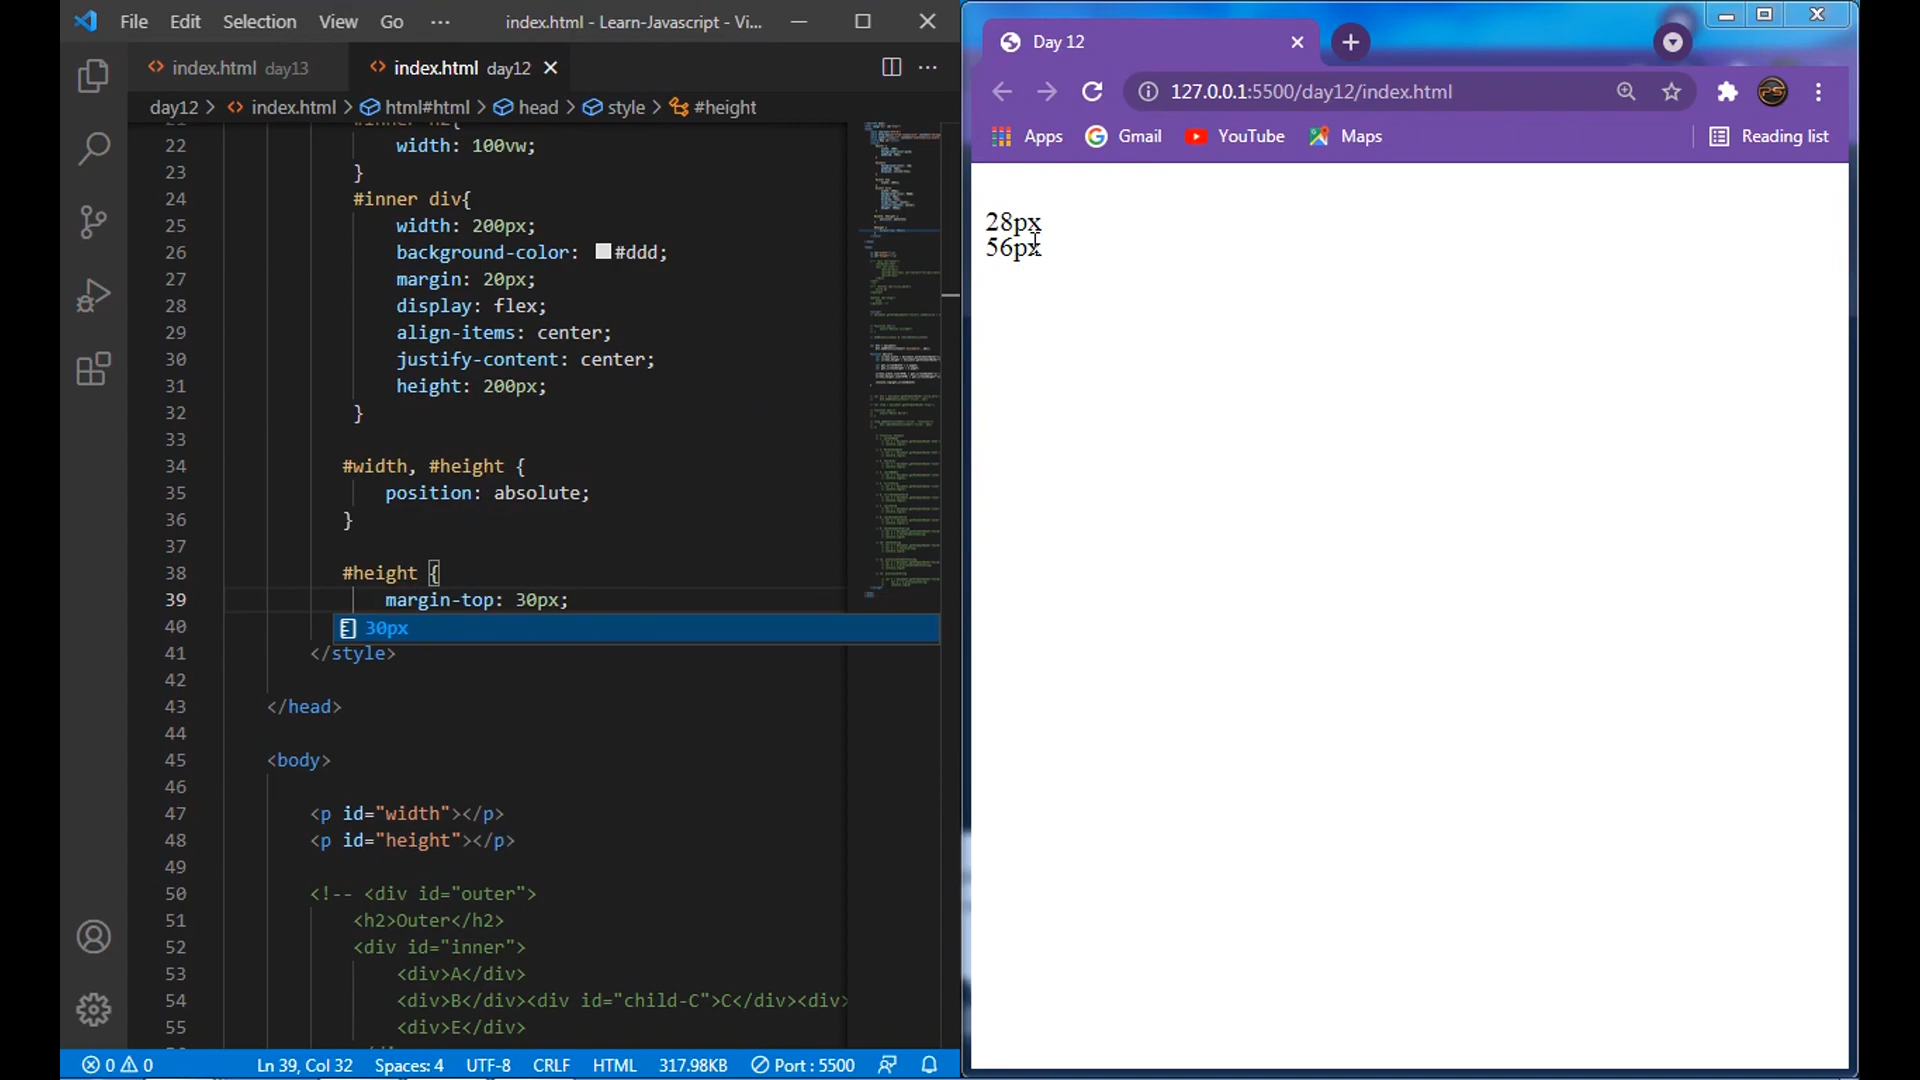 File Edit Selection View Go ··· index.html - Learn-Javascript - Vi...
index.html day13 index.html day12
day12 > index.html > html#html > head > style > #height
21 #inner h2{
22 width: 100vw;
23 }
24 #inner div{
25 width: 200px;
26 background-color: #ddd;
27 margin: 20px;
28 display: flex;
29 align-items: center;
30 justify-content: center;
31 height: 200px;
32 }
33
34 #width, #height {
35 position: absolute;
36 }
37
38 #height {
39 margin-top: 30px;
40
30px
41 </style>
42
43 </head>
44
45 <body>
46
47 <p id="width"></p>
48 <p id="height"></p>
49
50 <!-- <div id="outer">
51 <h2>Outer</h2>
52 <div id="inner">
53 <div>A</div>
54 <div>B</div><div id="child-C">C</div><div>
55 <div>E</div>
0 0 Ln 39, Col 32 Spaces: 4 UTF-8 CRLF HTML 317.98KB Port : 5500
Day 12
127.0.0.1:5500/day12/index.html
Apps Gmail YouTube Maps Reading list
28px
56px